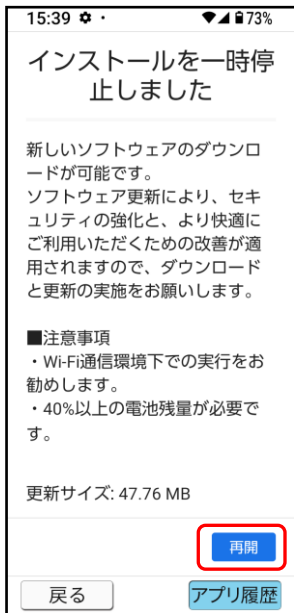 15:39 73%
インストールを一時停
止しました
新しいソフトウェアのダウンロ
ードが可能です。
ソフトウェア更新により、セキ
ュリティの強化と、より快適に
ご利用いただくための改善が適
用されますので、ダウンロード
と更新の実施をお願いします。
■注意事項
・Wi-Fi通信環境下での実行をお
勧めします。
・40%以上の電池残量が必要で
す。
更新サイズ: 47.76 MB
再開
戻る アプリ履歴